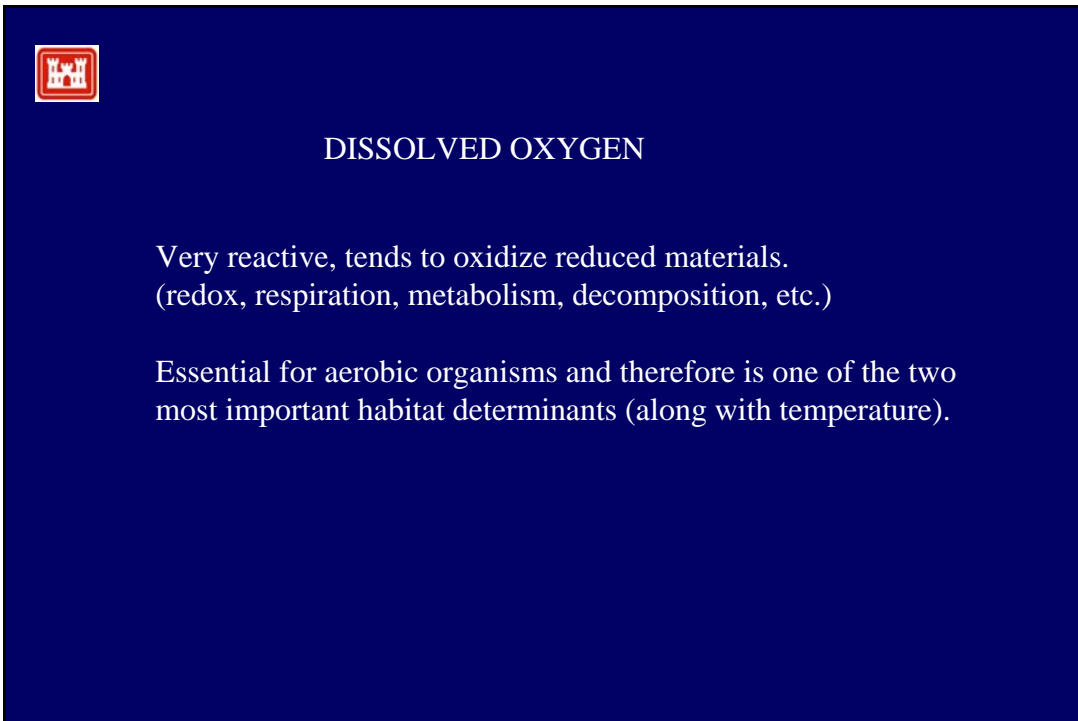 DISSOLVED OXYGEN
Very reactive, tends to oxidize reduced materials.
(redox, respiration, metabolism, decomposition, etc.)
Essential for aerobic organisms and therefore is one of the two
most important habitat determinants (along with temperature).